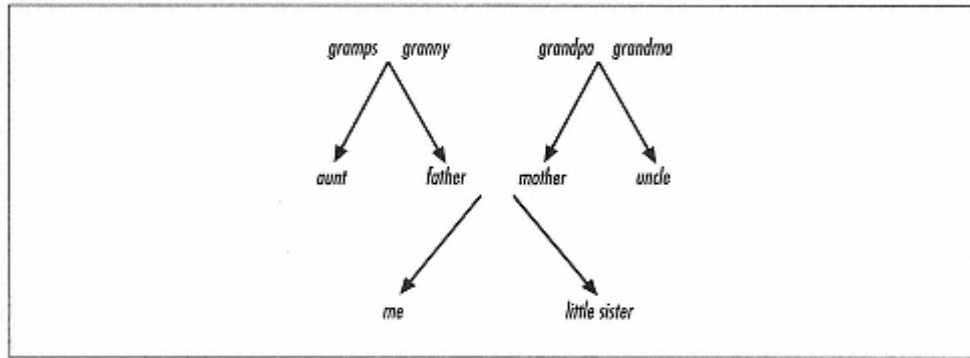 gramps granny grandpa grandma
aunt father mother uncle
me little sister